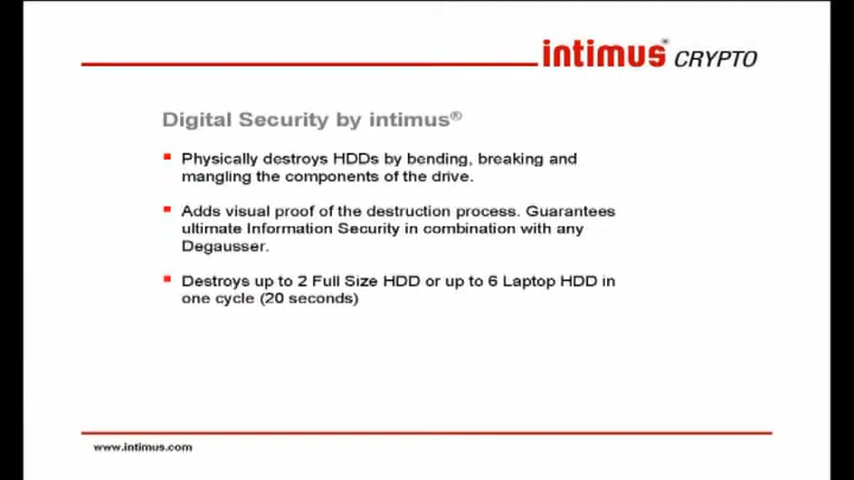 intimus® CRYPTO
Digital Security by intimus®
Physically destroys HDDs by bending, breaking and
mangling the components of the drive.
Adds visual proof of the destruction process. Guarantees
ultimate Information Security in combination with any
Degausser.
Destroys up to 2 Full Size HDD or up to 6 Laptop HDD in
one cycle (20 seconds)
www.intimus.com